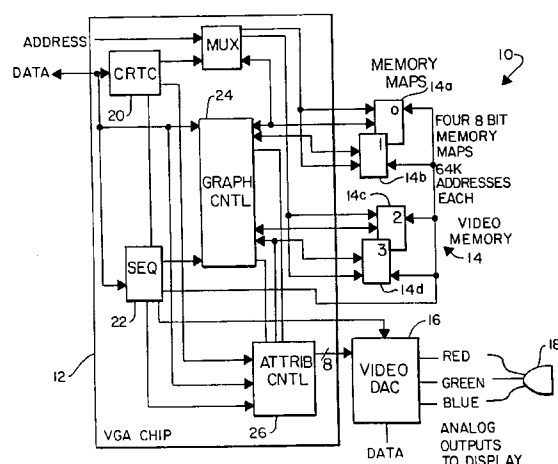 ADDRESS
DATA
CRTC
20
MUX
24
GRAPH
CNTL
SEQ
22
12
VGA CHIP
ATTRIB
CNTL
26
8
MEMORY
MAPS
14a
0
1
14b
FOUR 8 BIT
MEMORY
MAPS
64K
ADDRESSES
EACH
10
14c
2
3
14d
VIDEO
MEMORY
14
16
VIDEO
DAC
DATA
RED
GREEN
BLUE
18
ANALOG
OUTPUTS
TO DISPLAY